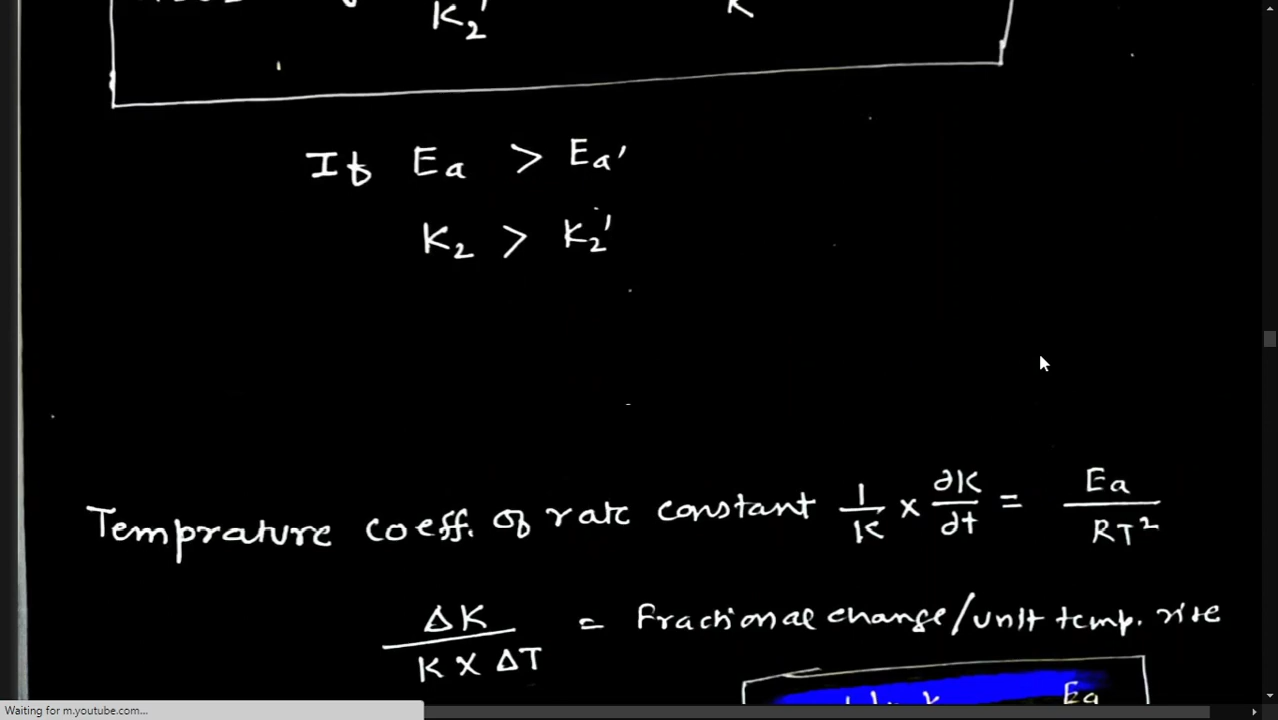 K₂'
K
If Ea > Ea'
K₂ > K₂'
Temprature coeff. of rate constant 1/K × ∂K/∂t = Ea/RT²
ΔK/K × ΔT = fractional change/unit temp. rise
Ea
Waiting for m.youtube.com...